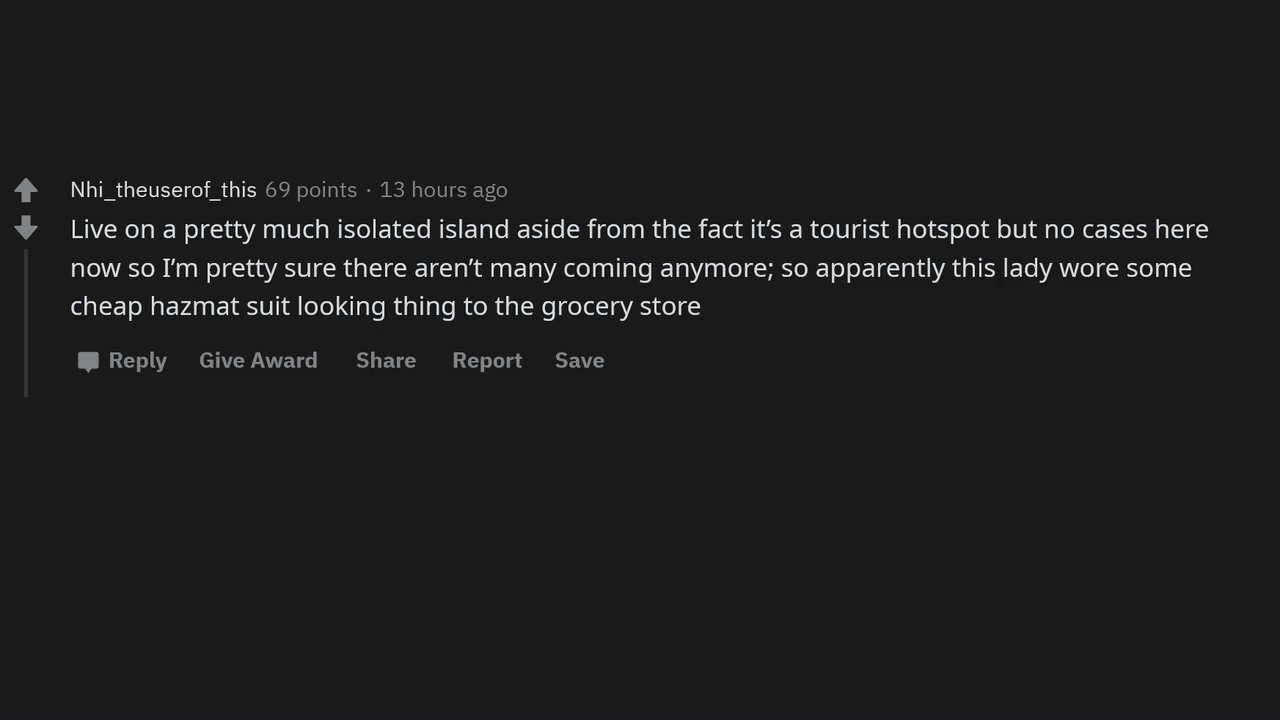 Nhi_theuserof_this 69 points · 13 hours ago
Live on a pretty much isolated island aside from the fact it’s a tourist hotspot but no cases here
now so I’m pretty sure there aren’t many coming anymore; so apparently this lady wore some
cheap hazmat suit looking thing to the grocery store
Reply Give Award Share Report Save